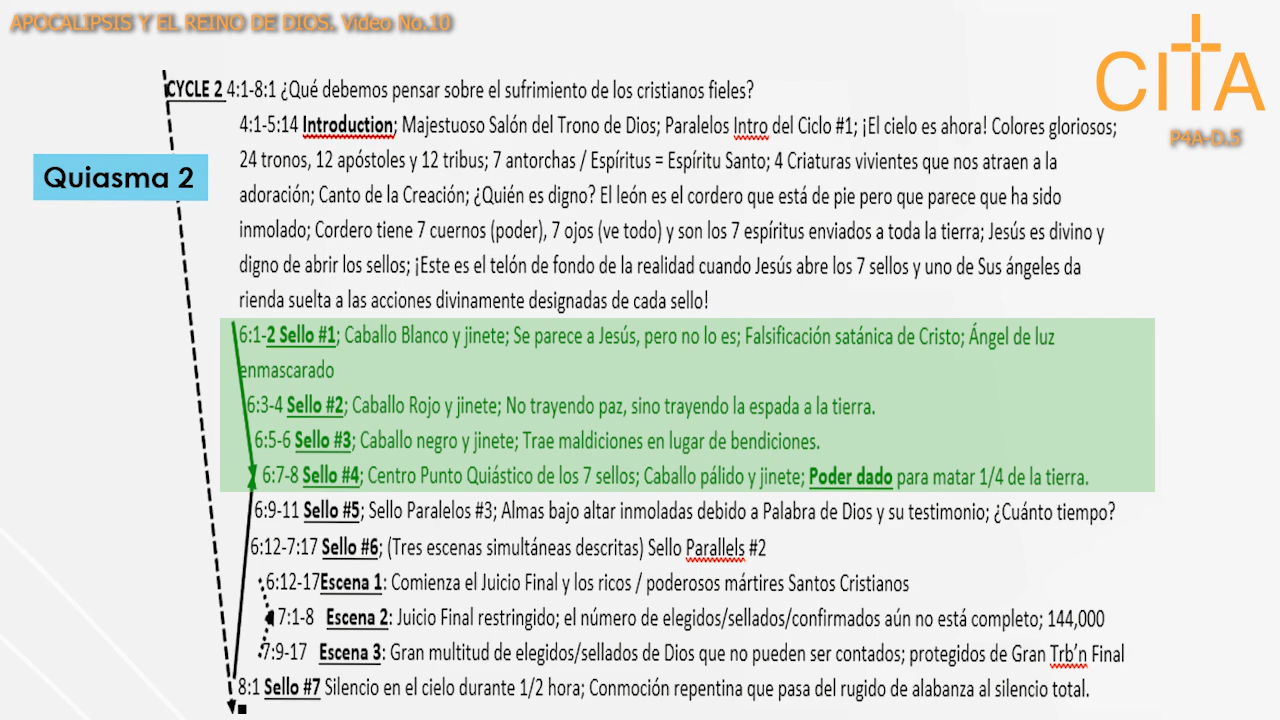 APOCALIPSIS Y EL REINO DE DIOS. Video No.10
CITA
P4A-D.5
CYCLE 2 4:1-8:1 ¿Qué debemos pensar sobre el sufrimiento de los cristianos fieles?
4:1-5:14 Introduction; Majestuoso Salón del Trono de Dios; Paralelos Intro del Ciclo #1; ¡El cielo es ahora! Colores gloriosos;
24 tronos, 12 apóstoles y 12 tribus; 7 antorchas / Espíritus = Espíritu Santo; 4 Criaturas vivientes que nos atraen a la
Quiasma 2
adoración; Canto de la Creación; ¿Quién es digno? El león es el cordero que está de pie pero que parece que ha sido
inmolado; Cordero tiene 7 cuernos (poder), 7 ojos (ve todo) y son los 7 espíritus enviados a toda la tierra; Jesús es divino y
digno de abrir los sellos; ¡Este es el telón de fondo de la realidad cuando Jesús abre los 7 sellos y uno de Sus ángeles da
rienda suelta a las acciones divinamente designadas de cada sello!
6:1-2 Sello #1; Caballo Blanco y jinete; Se parece a Jesús, pero no lo es; Falsificación satánica de Cristo; Ángel de luz
enmascarado
6:3-4 Sello #2; Caballo Rojo y jinete; No trayendo paz, sino trayendo la espada a la tierra.
6:5-6 Sello #3; Caballo negro y jinete; Trae maldiciones en lugar de bendiciones.
6:7-8 Sello #4; Centro Punto Quiástico de los 7 sellos; Caballo pálido y jinete; Poder dado para matar 1/4 de la tierra.
6:9-11 Sello #5; Sello Paralelos #3; Almas bajo altar inmoladas debido a Palabra de Dios y su testimonio; ¿Cuánto tiempo?
6:12-7:17 Sello #6; (Tres escenas simultáneas descritas) Sello Parallels #2
6:12-17Escena 1: Comienza el Juicio Final y los ricos / poderosos mártires Santos Cristianos
7:1-8 Escena 2: Juicio Final restringido; el número de elegidos/sellados/confirmados aún no está completo; 144,000
7:9-17 Escena 3: Gran multitud de elegidos/sellados de Dios que no pueden ser contados; protegidos de Gran Trb'n Final
8:1 Sello #7 Silencio en el cielo durante 1/2 hora; Conmoción repentina que pasa del rugido de alabanza al silencio total.